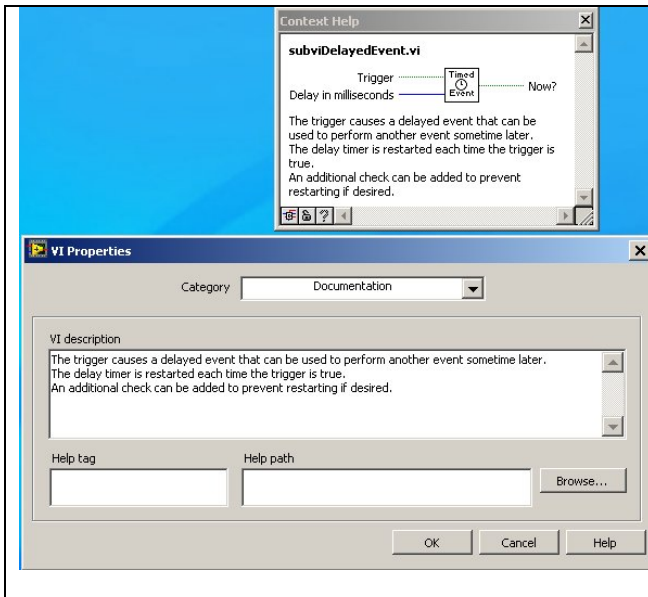 Context Help
subviDelayedEvent.vi
Trigger
Timed
Event
Now?
Delay in milliseconds
The trigger causes a delayed event that can be
used to perform another event sometime later.
The delay timer is restarted each time the trigger is
true.
An additional check can be added to prevent
restarting if desired.
?
VI Properties
Category
Documentation
VI description
The trigger causes a delayed event that can be used to perform another event sometime later.
The delay timer is restarted each time the trigger is true.
An additional check can be added to prevent restarting if desired.
Help tag
Help path
Browse...
OK
Cancel
Help